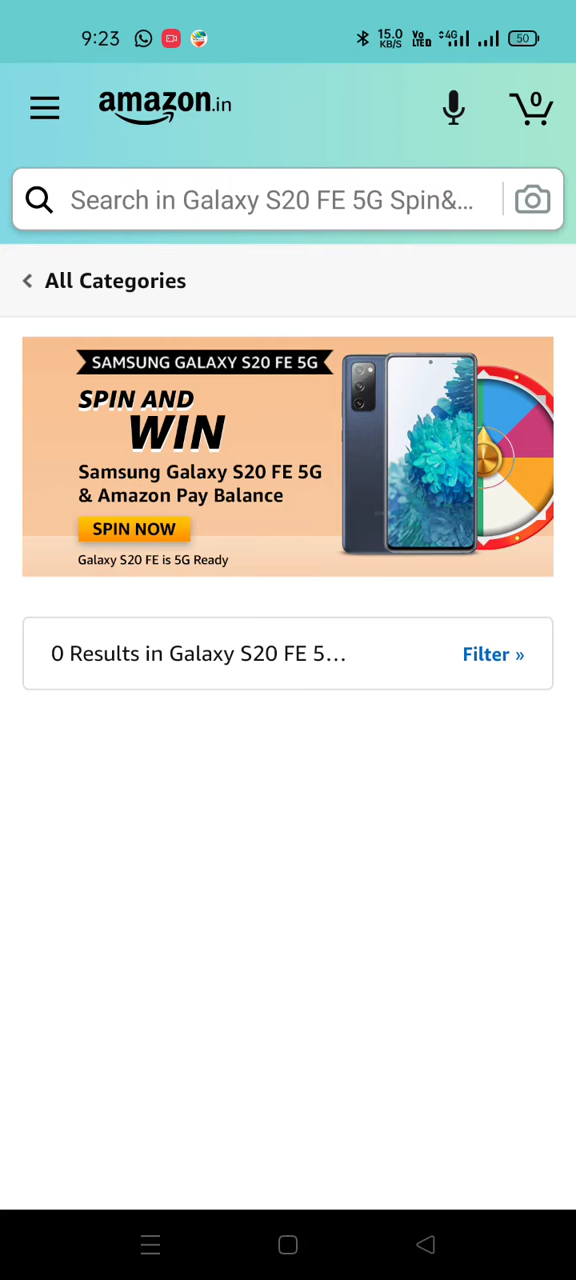 9:23
15.0
KB/S
Vo
LTED
4G
50
amazon.in
0
Search in Galaxy S20 FE 5G Spin&...
All Categories
SAMSUNG GALAXY S20 FE 5G
SPIN AND
WIN
Samsung Galaxy S20 FE 5G
& Amazon Pay Balance
SPIN NOW
Galaxy S20 FE is 5G Ready
0 Results in Galaxy S20 FE 5...
Filter »